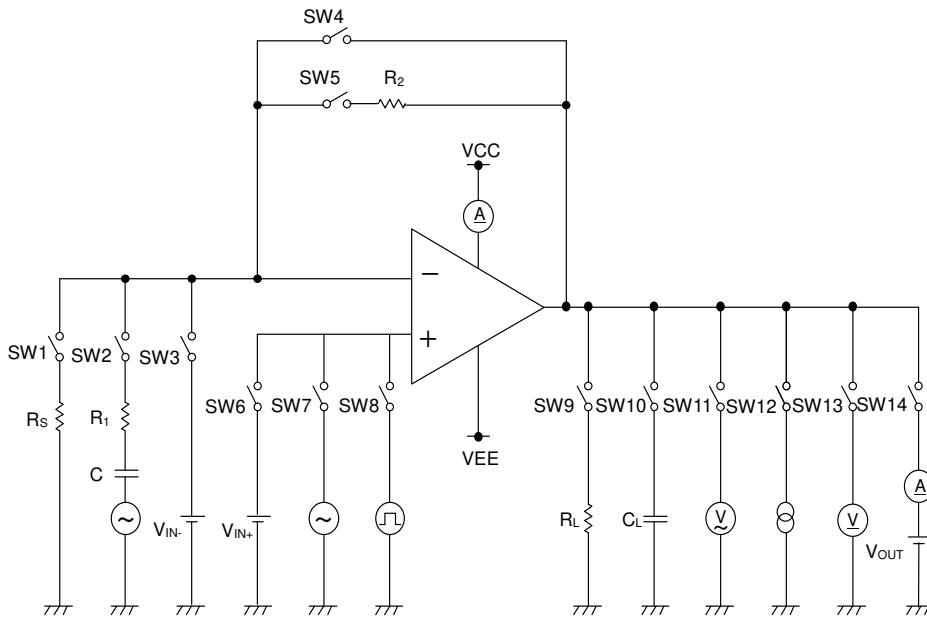 SW4
SW5 R2
VCC
A
−
+
SW1 SW2 SW3
SW6 SW7 SW8
SW9 SW10 SW11 SW12 SW13 SW14
RS R1
VEE
C
A
VIN- VIN+
RL CL V V
VOUT